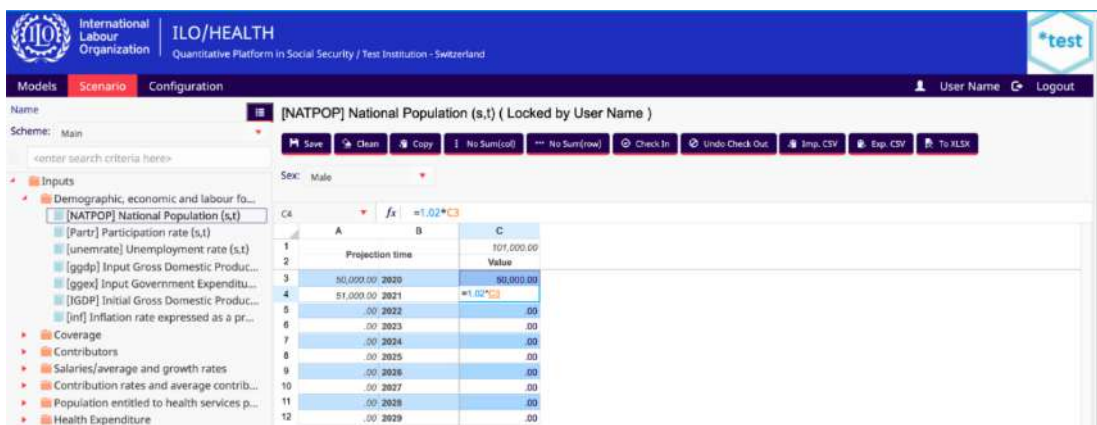 International
Labour
Organization
ILO/HEALTH
Quantitative Platform in Social Security / Test Institution - Switzerland
*test
Models Scenario Configuration User Name Logout
Name
Scheme: Main
<enter search criteria here>
Inputs
Demographic, economic and labour fo...
[NATPOP] National Population (s,t)
[Partr] Participation rate (s,t)
[unemrate] Unemployment rate (s,t)
[ggdp] Input Gross Domestic Produc...
[ggex] Input Government Expenditu...
[IGDP] Initial Gross Domestic Produc...
[inf] Inflation rate expressed as a pr...
Coverage
Contributors
Salaries/average and growth rates
Contribution rates and average contrib...
Population entitled to health services p...
Health Expenditure
[NATPOP] National Population (s,t) ( Locked by User Name )
Save Clean Copy No Sum(col) No Sum(row) Check In Undo Check Out Imp. CSV Exp. CSV To XLSX
Sex: Male
C4 fx =1.02*C3
A B C
1 101,000.00
Projection time
2 Value
3 50,000.00 2020 50,000.00
4 51,000.00 2021 =1.02*C3
5 .00 2022 .00
6 .00 2023 .00
7 .00 2024 .00
8 .00 2025 .00
9 .00 2026 .00
10 .00 2027 .00
11 .00 2028 .00
12 .00 2029 .00